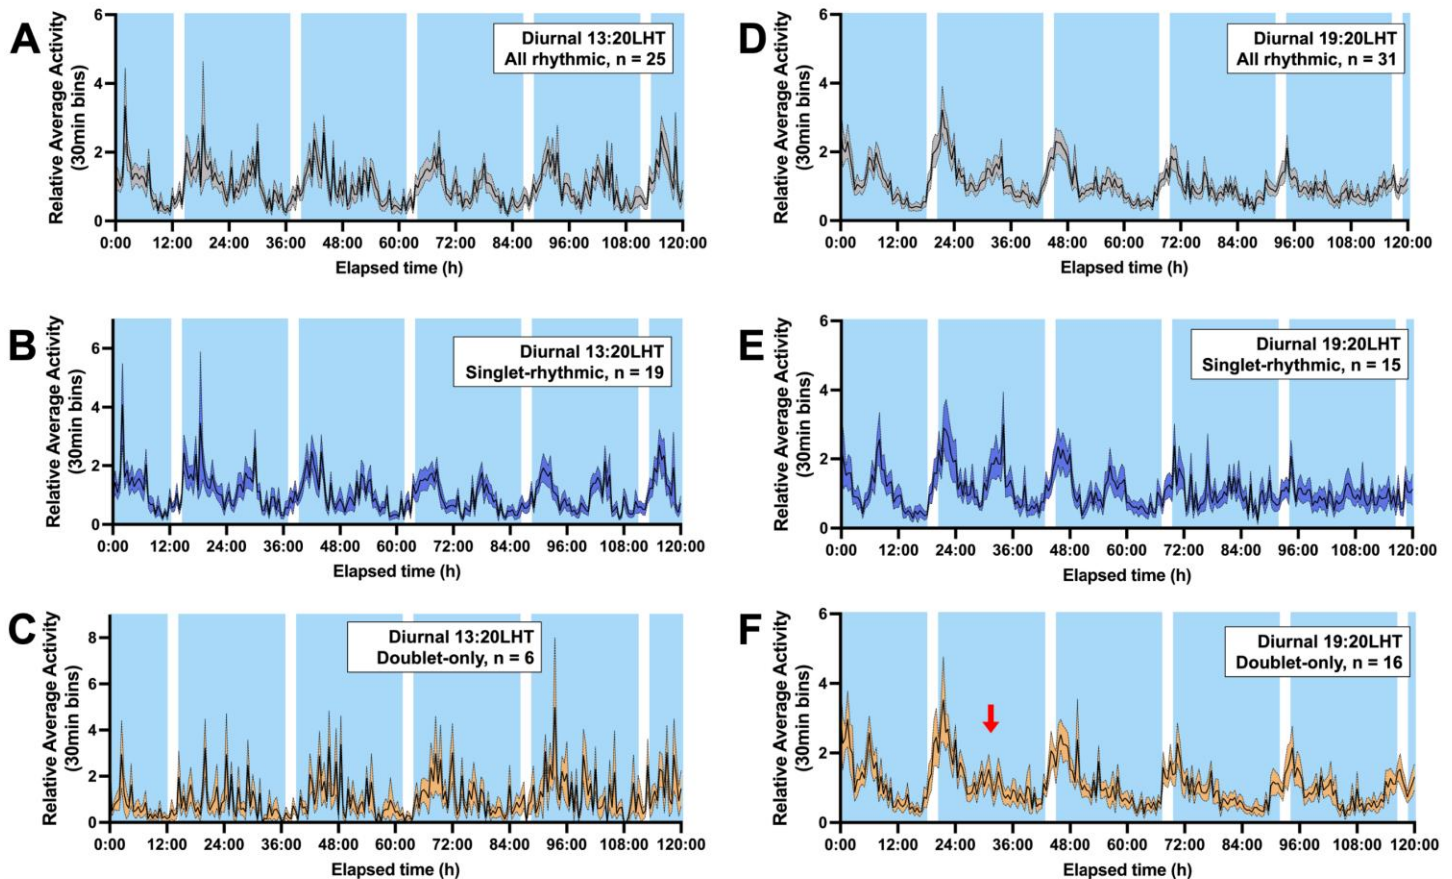 A
Relative Average Activity
(30min bins)
6
4
2
0
Diurnal 13:20LHT
All rhythmic, n = 25
0:00 12:00 24:00 36:00 48:00 60:00 72:00 84:00 96:00 108:00 120:00
Elapsed time (h)
D
Relative Average Activity
(30min bins)
6
4
2
0
Diurnal 19:20LHT
All rhythmic, n = 31
0:00 12:00 24:00 36:00 48:00 60:00 72:00 84:00 96:00 108:00 120:00
Elapsed time (h)
B
Relative Average Activity
(30min bins)
6
4
2
0
Diurnal 13:20LHT
Singlet-rhythmic, n = 19
0:00 12:00 24:00 36:00 48:00 60:00 72:00 84:00 96:00 108:00 120:00
Elapsed time (h)
E
Relative Average Activity
(30min bins)
6
4
2
0
Diurnal 19:20LHT
Singlet-rhythmic, n = 15
0:00 12:00 24:00 36:00 48:00 60:00 72:00 84:00 96:00 108:00 120:00
Elapsed time (h)
C
Relative Average Activity
(30min bins)
8
6
4
2
0
Diurnal 13:20LHT
Doublet-only, n = 6
0:00 12:00 24:00 36:00 48:00 60:00 72:00 84:00 96:00 108:00 120:00
Elapsed time (h)
F
Relative Average Activity
(30min bins)
6
4
2
0
Diurnal 19:20LHT
Doublet-only, n = 16
0:00 12:00 24:00 36:00 48:00 60:00 72:00 84:00 96:00 108:00 120:00
Elapsed time (h)